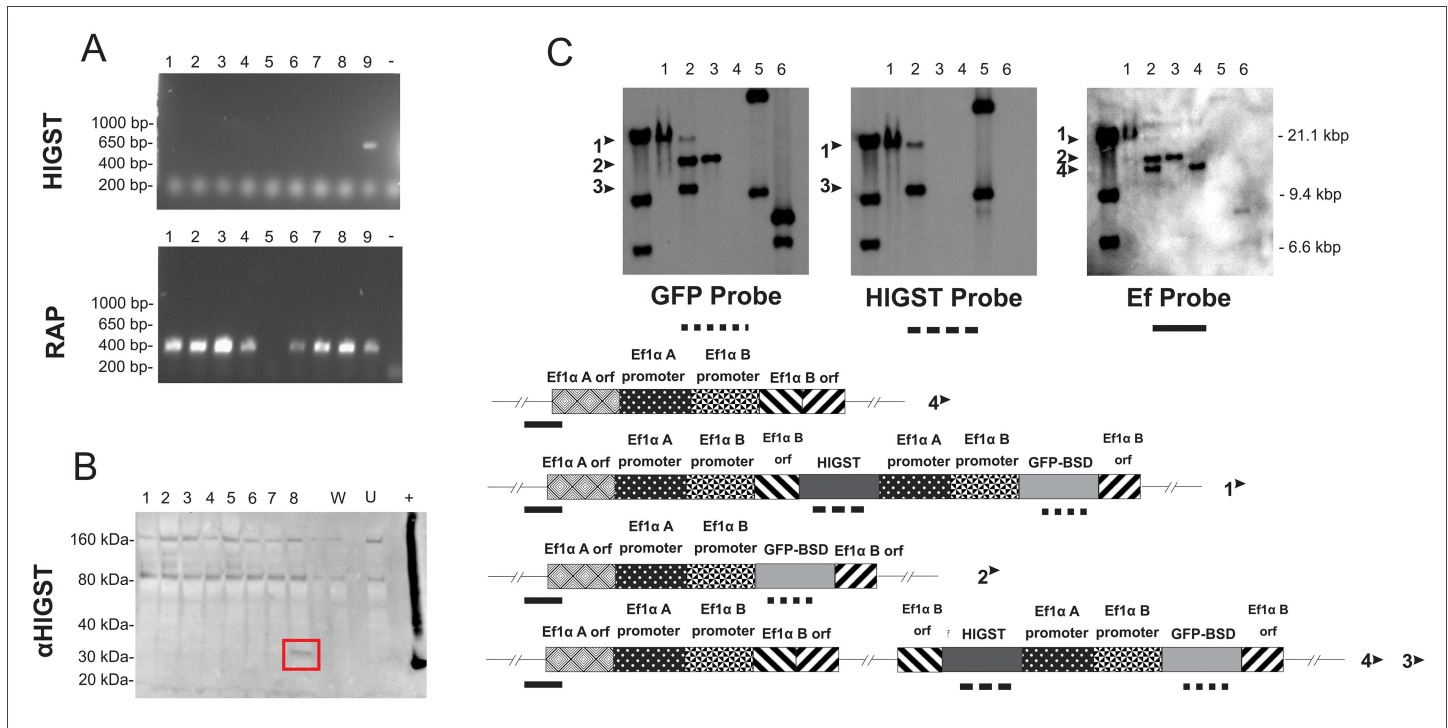 A
1 2 3 4 5 6 7 8 9 -
HIGST
1000 bp-
650 bp-
400 bp-
200 bp-
1 2 3 4 5 6 7 8 9 -
RAP
1000 bp-
650 bp-
400 bp-
200 bp-
B
1 2 3 4 5 6 7 8 W U +
αHIGST
160 kDa-
80 kDa-
40 kDa-
30 kDa-
20 kDa-
C
1 2 3 4 5 6
1➤
2➤
3➤
GFP Probe
1 2 3 4 5 6
1➤
3➤
HIGST Probe
1 2 3 4 5 6
1➤
2➤
4➤
- 21.1 kbp
- 9.4 kbp
- 6.6 kbp
Ef Probe
Ef1α A Ef1α B
Ef1α A orf promoter promoter Ef1α B orf
4➤
Ef1α A Ef1α B Ef1α B Ef1α A Ef1α B Ef1α B
Ef1α A orf promoter promoter orf HIGST promoter promoter GFP-BSD orf
1➤
Ef1α A Ef1α B
Ef1α A orf promoter promoter GFP-BSD Ef1α B orf
2➤
Ef1α A Ef1α B Ef1α B Ef1α A Ef1α B Ef1α B
Ef1α A orf promoter promoter Ef1α B orf orf HIGST promoter promoter GFP-BSD orf
4➤ 3➤